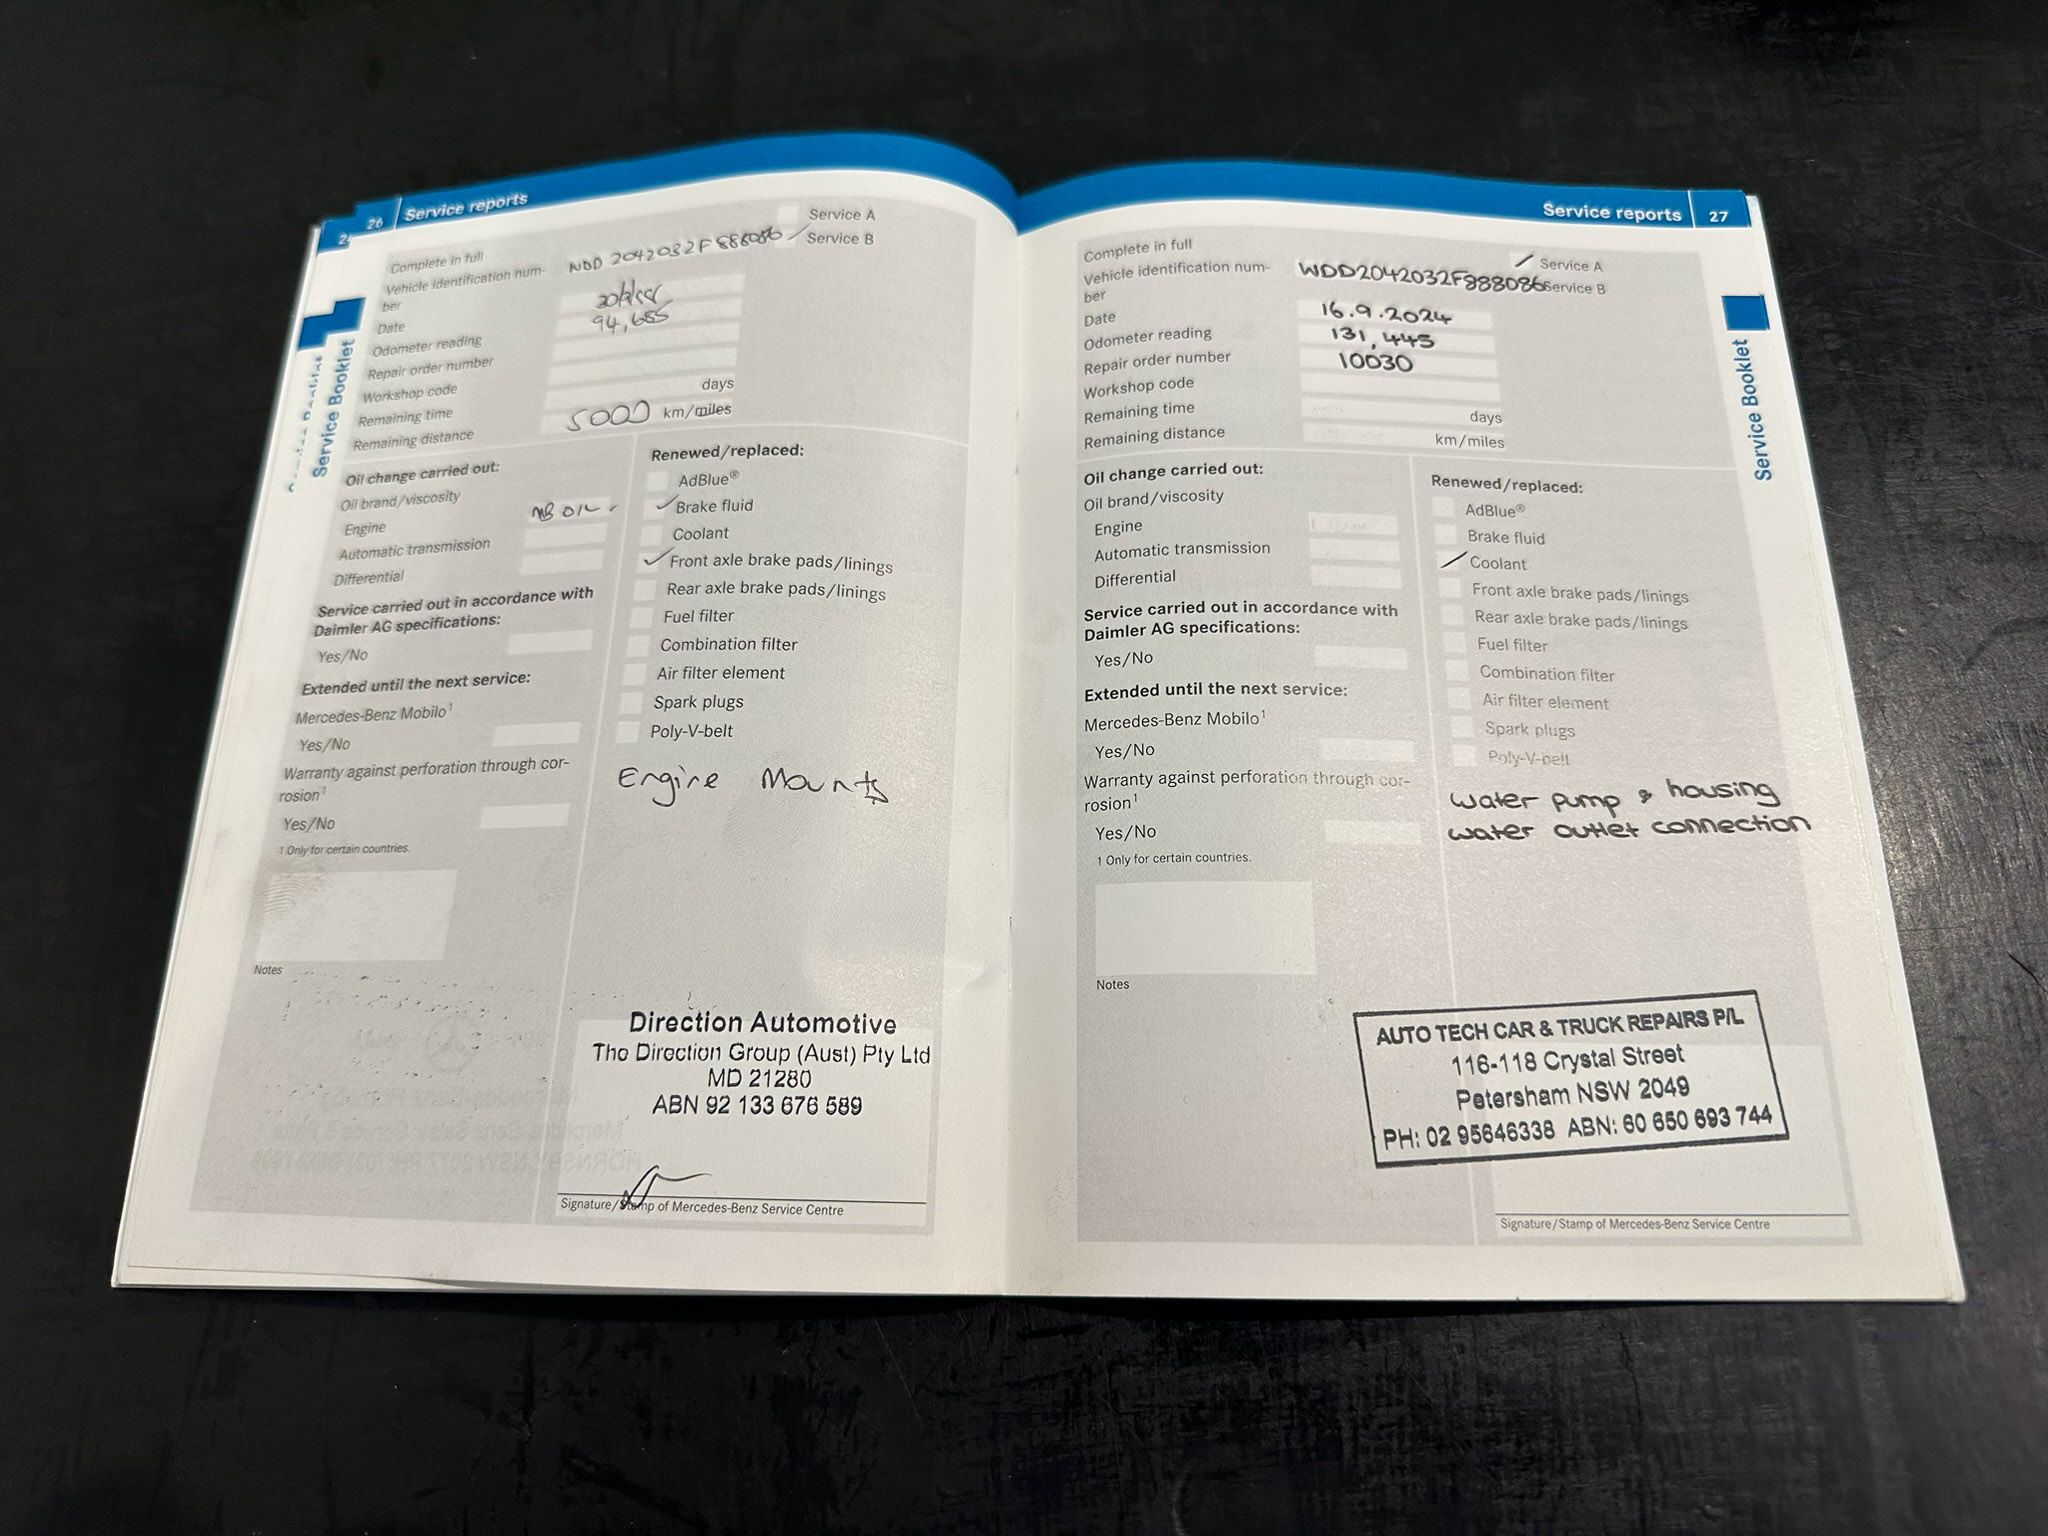 26 Service reports
Service Booklet
Complete in full
Service A
Service B
Vehicle identification num-
ber
WDD2042032F888086
Date
Odometer reading 94,685
Repair order number
Workshop code
Remaining time days
Remaining distance 5000 km/miles
Oil change carried out:
Oil brand/viscosity
Engine MB OIL
Automatic transmission
Differential
Service carried out in accordance with
Daimler AG specifications:
Yes/No
Extended until the next service:
Mercedes-Benz Mobilo¹
Yes/No
Warranty against perforation through cor-
rosion¹
Yes/No
1 Only for certain countries.
Notes
Renewed/replaced:
AdBlue®
Brake fluid
Coolant
Front axle brake pads/linings
Rear axle brake pads/linings
Fuel filter
Combination filter
Air filter element
Spark plugs
Poly-V-belt
Engine Mounts
Direction Automotive
The Direction Group (Aust) Pty Ltd
MD 21280
ABN 92 133 676 589
Signature/Stamp of Mercedes-Benz Service Centre
Service reports 27
Service Booklet
Complete in full
Service A
Service B
Vehicle identification num-
ber
WDD2042032F888086
Date 16.9.2024
Odometer reading 131,445
Repair order number 10030
Workshop code
Remaining time days
Remaining distance km/miles
Oil change carried out:
Oil brand/viscosity
Engine
Automatic transmission
Differential
Service carried out in accordance with
Daimler AG specifications:
Yes/No
Extended until the next service:
Mercedes-Benz Mobilo¹
Yes/No
Warranty against perforation through cor-
rosion¹
Yes/No
1 Only for certain countries.
Notes
Renewed/replaced:
AdBlue®
Brake fluid
Coolant
Front axle brake pads/linings
Rear axle brake pads/linings
Fuel filter
Combination filter
Air filter element
Spark plugs
Poly-V-belt
water pump & housing
water outlet connection
AUTO TECH CAR & TRUCK REPAIRS P/L
116-118 Crystal Street
Petersham NSW 2049
PH: 02 95646338 ABN: 60 650 693 744
Signature/Stamp of Mercedes-Benz Service Centre